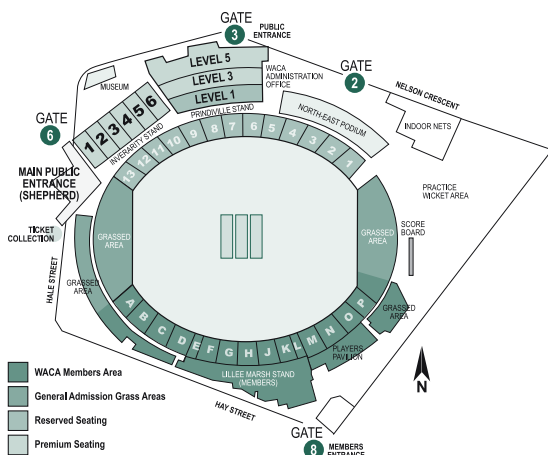 GATE
3
PUBLIC
ENTRANCE
GATE
2
NELSON CRESCENT
LEVEL 5
LEVEL 3
LEVEL 1
WACA
ADMINISTRATION
OFFICE
PRINDIVILLE STAND
MUSEUM
NORTH-EAST PODIUM
INDOOR NETS
GATE
6
1 2 3 4 5 6
INVERARITY STAND
MAIN PUBLIC
ENTRANCE
(SHEPHERD)
13 12 11 10 9 8 7 6 5 4 3 2 1
PRACTICE
WICKET AREA
TICKET
COLLECTION
GRASSED
AREA
GRASSED
AREA
SCORE
BOARD
HALE STREET
GRASSED AREA
GRASSED
AREA
A B C D E F G H J K L M N O P
PLAYERS
PAVILION
LILLEE MARSH STAND
(MEMBERS)
HAY STREET
N
WACA Members Area
General Admission Grass Areas
Reserved Seating
Premium Seating
GATE
8
MEMBERS
ENTRANCE